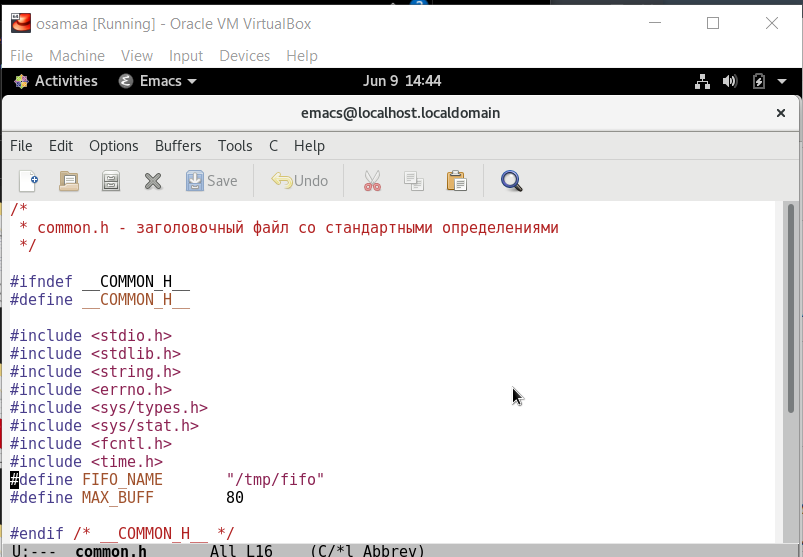 osamaa [Running] - Oracle VM VirtualBox
File Machine View Input Devices Help
Activities Emacs Jun 9 14:44
emacs@localhost.localdomain
File Edit Options Buffers Tools C Help
Save Undo
/*
 * common.h - заголовочный файл со стандартными определениями
 */
#ifndef __COMMON_H__
#define __COMMON_H__
#include <stdio.h>
#include <stdlib.h>
#include <string.h>
#include <errno.h>
#include <sys/types.h>
#include <sys/stat.h>
#include <fcntl.h>
#include <time.h>
#define FIFO_NAME       "/tmp/fifo"
#define MAX_BUFF        80
#endif /* __COMMON_H__ */
U:--- common.h All L16 (C/*l Abbrev)